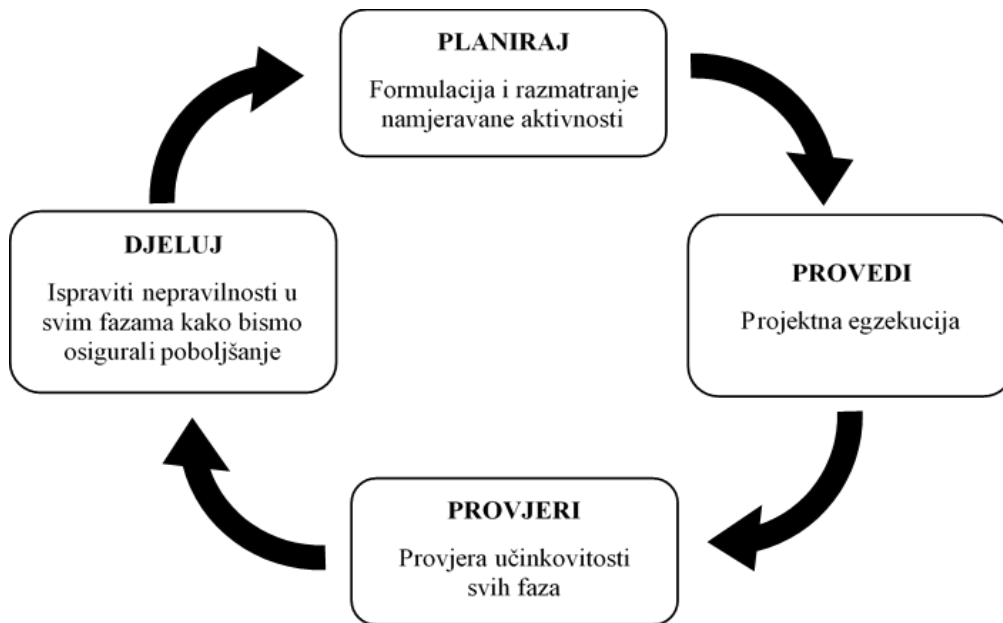 PLANIRAJ
Formulacija i razmatranje
namjeravane aktivnosti
PROVEDI
Projektna egzekucija
PROVJERI
Provjera učinkovitosti
svih faza
DJELUJ
Ispraviti nepravilnosti u
svim fazama kako bismo
osigurali poboljšanje